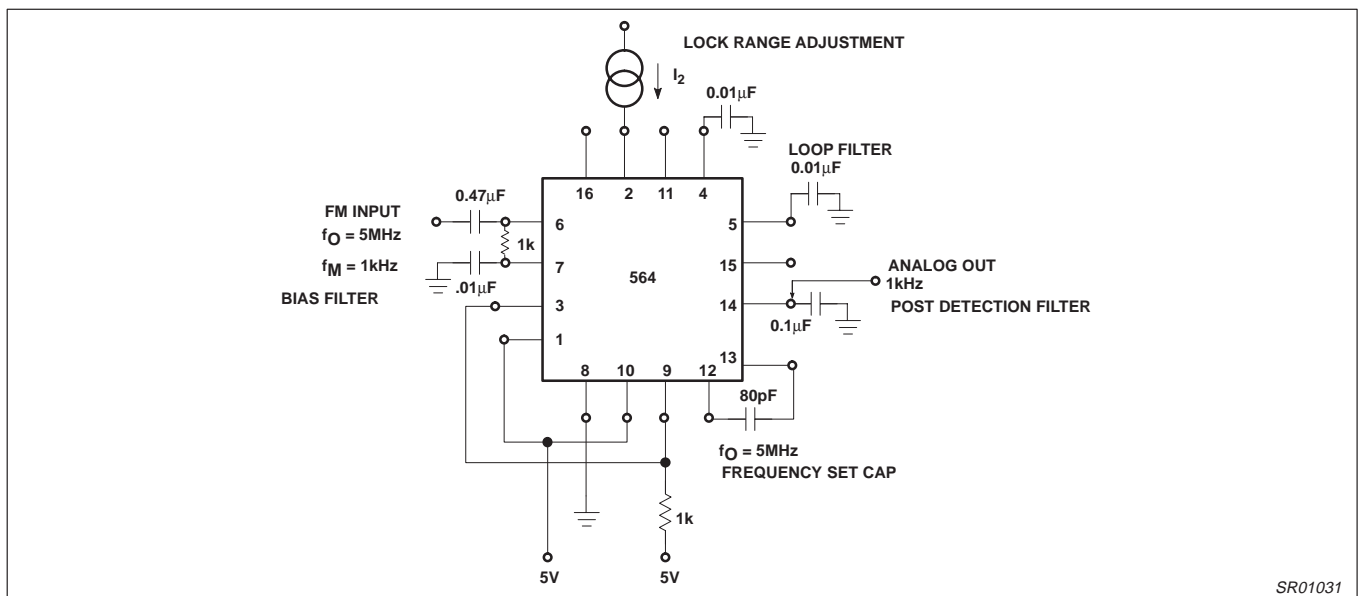 LOCK RANGE ADJUSTMENT
I2
0.01μF
LOOP FILTER
0.01μF
16 2 11 4
0.47μF
FM INPUT
fO = 5MHz
6
1k
5
fM = 1kHz
7
564
15
ANALOG OUT
1kHz
BIAS FILTER
.01μF
3
14
0.1μF
POST DETECTION FILTER
1
13
8 10 9 12
80pF
fO = 5MHz
FREQUENCY SET CAP
1k
5V 5V
SR01031